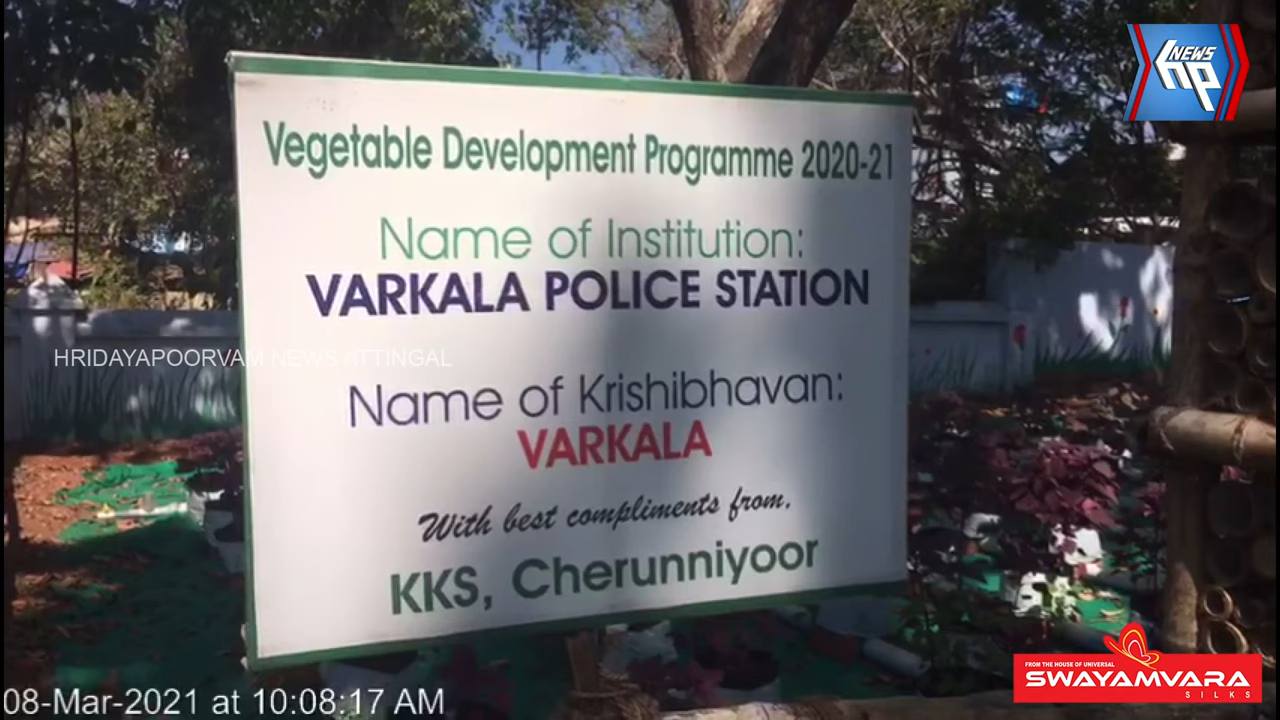 NEWS
hp
Vegetable Development Programme 2020-21
Name of Institution:
VARKALA POLICE STATION
HRIDAYAPOORVAM NEWS ATTINGAL
Name of Krishibhavan:
VARKALA
With best compliments from.
KKS, Cherunniyoor
FROM THE HOUSE OF UNIVERSAL
SWAYAMVARA
SILKS
08-Mar-2021 at 10:08:17 AM